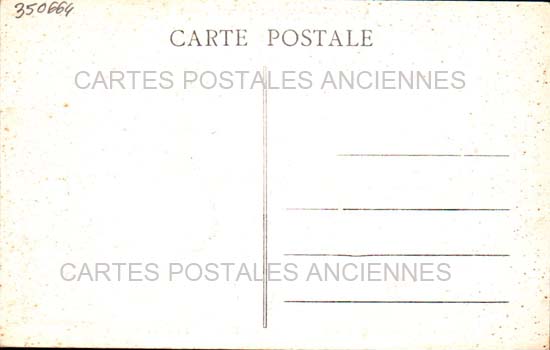 350664
CARTE POSTALE
CARTES POSTALES ANCIENNES
CARTES POSTALES ANCIENNES